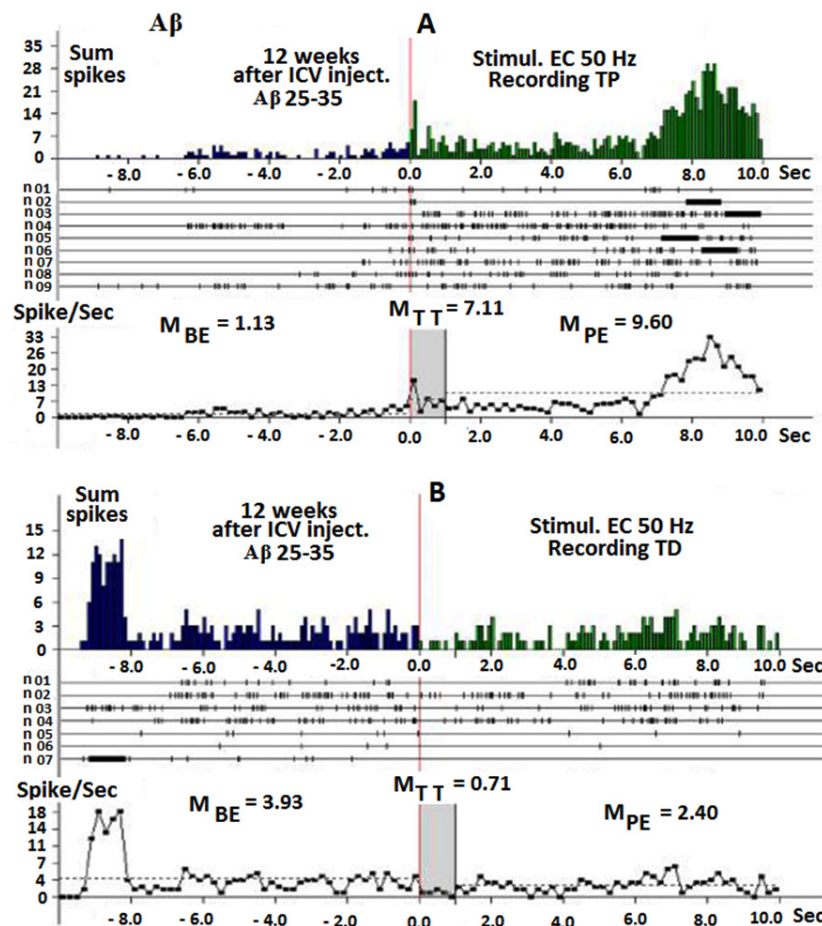 Aβ
A
35
28
21
14
7
0
Sum
spikes
12 weeks
after ICV inject.
Aβ 25-35
Stimul. EC 50 Hz
Recording TP
- 8.0 - 6.0 - 4.0 - 2.0 0.0 2.0 4.0 6.0 8.0 10.0 Sec
n 01
n 02
n 03
n 04
n 05
n 06
n 07
n 08
n 09
Spike/Sec
M BE = 1.13
M TT = 7.11
M PE = 9.60
33
26
20
13
7
0
- 8.0 - 6.0 - 4.0 - 2.0 0.0 2.0 4.0 6.0 8.0 10.0 Sec
B
Sum
spikes
12 weeks
after ICV inject.
Aβ 25-35
Stimul. EC 50 Hz
Recording TD
15
12
9
6
3
0
- 8.0 - 6.0 - 4.0 - 2.0 0.0 2.0 4.0 6.0 8.0 10.0 Sec
n 01
n 02
n 03
n 04
n 05
n 06
n 07
Spike/Sec
M BE = 3.93
M TT = 0.71
M PE = 2.40
18
14
11
7
4
0
- 8.0 - 6.0 - 4.0 - 2.0 0.0 2.0 4.0 6.0 8.0 10.0 Sec